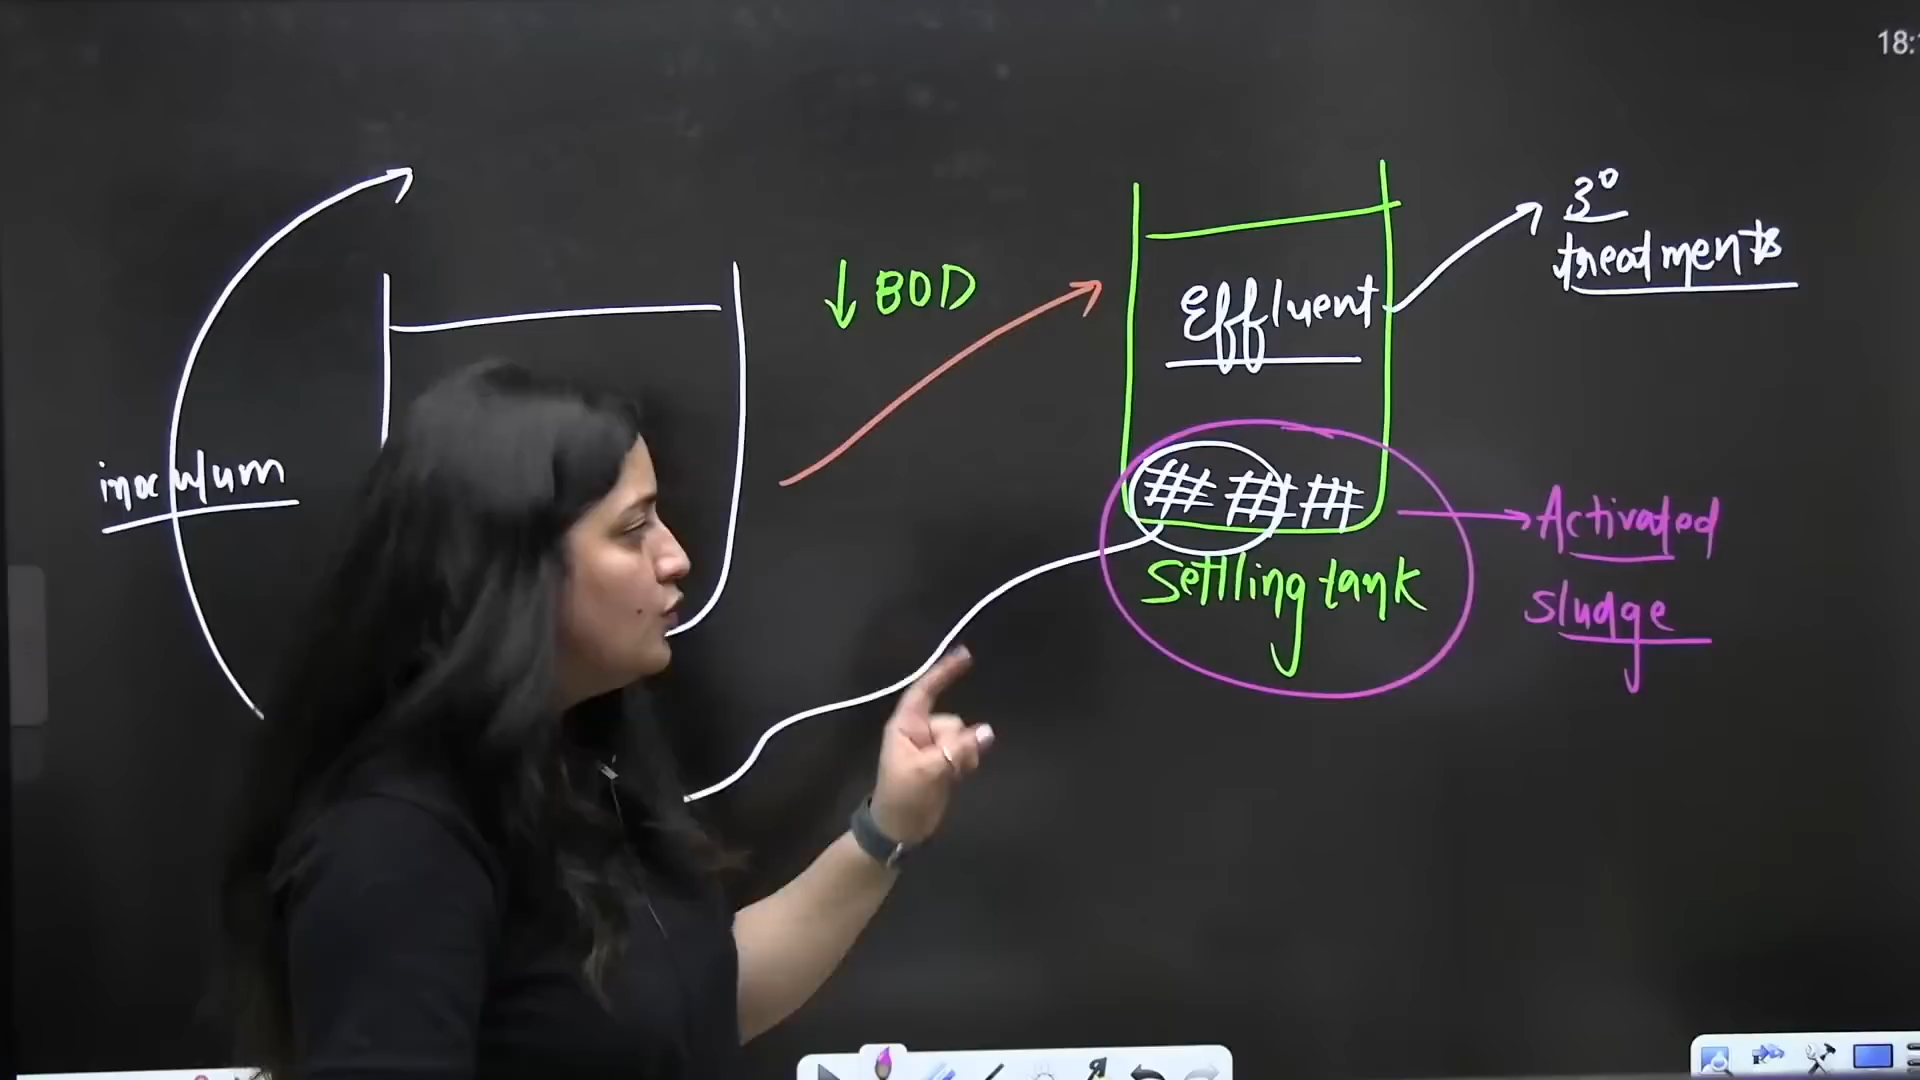 inoculum
↓ BOD
Effluent
3°
treatments
Settling tank
Activated
sludge